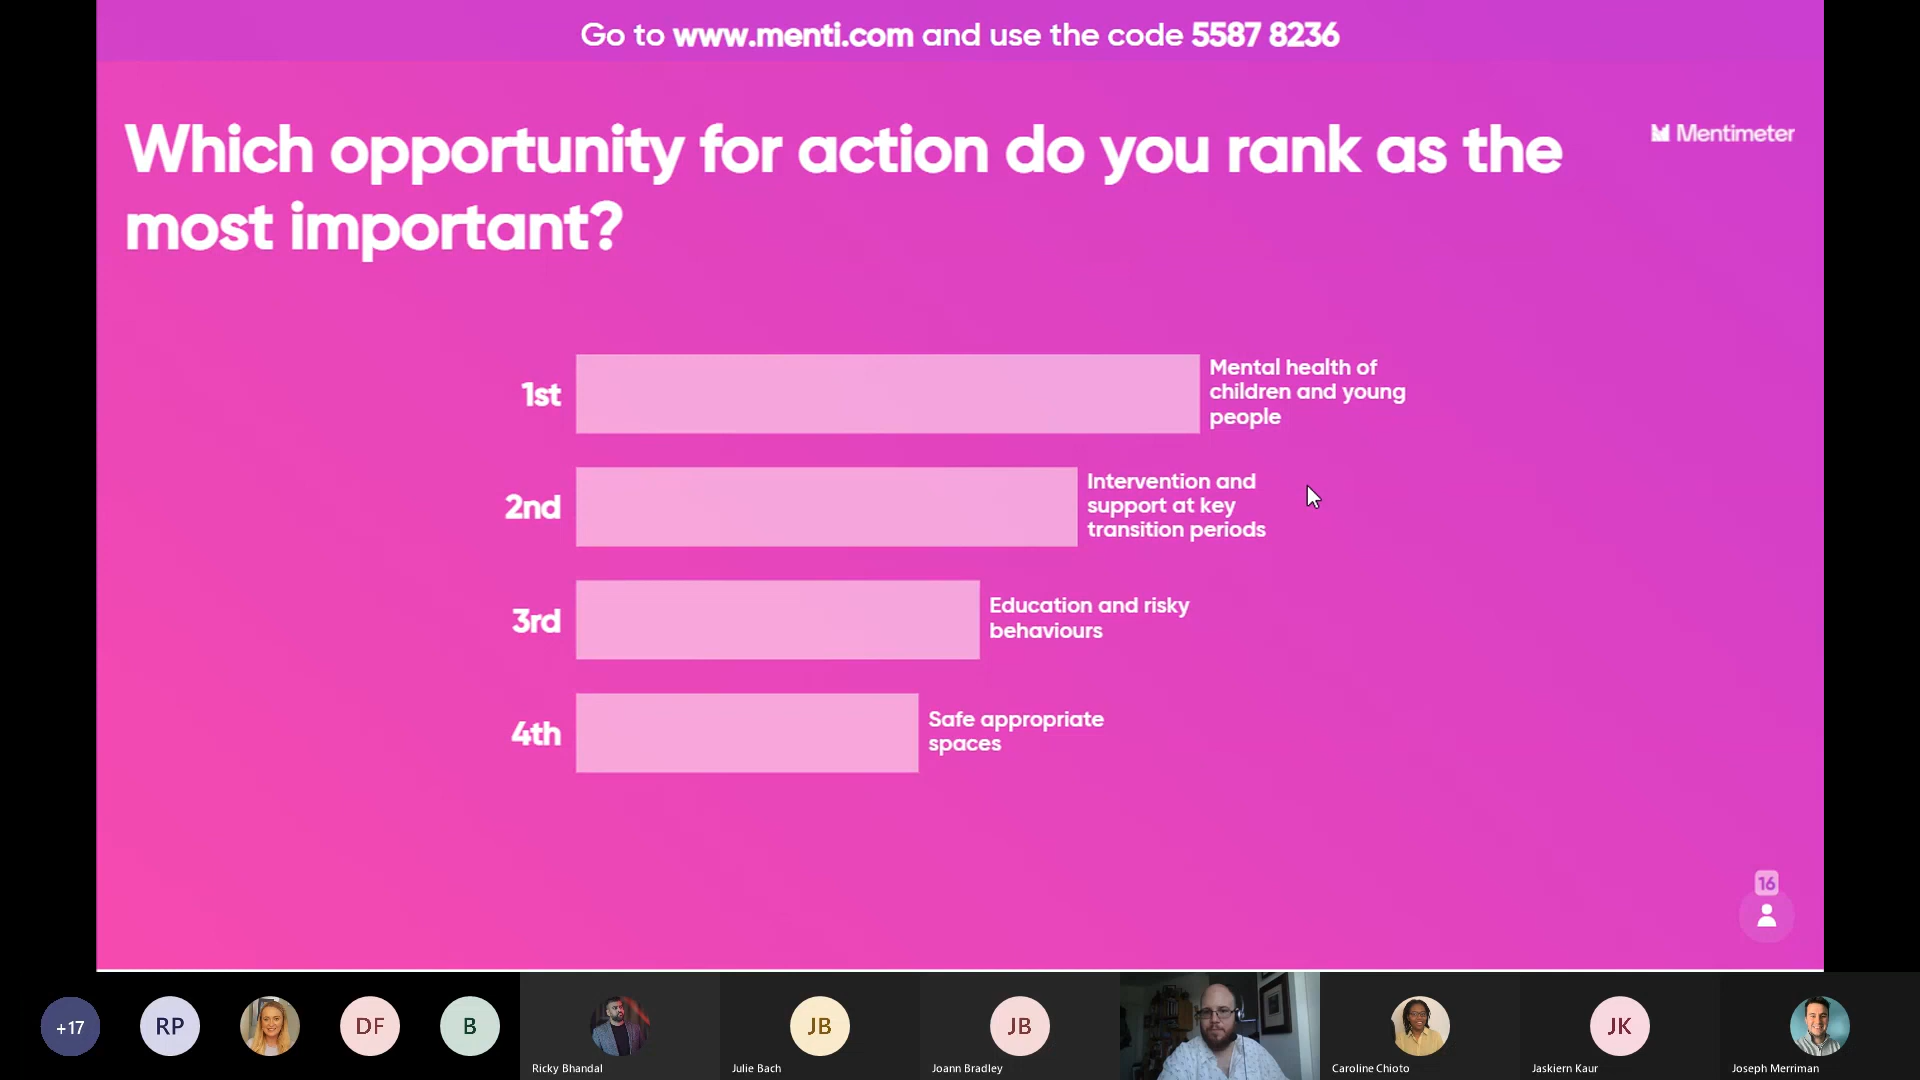 Go to www.menti.com and use the code 5587 8236
Which opportunity for action do you rank as the
most important?
Mentimeter
1st
Mental health of
children and young
people
2nd
Intervention and
support at key
transition periods
3rd
Education and risky
behaviours
4th
Safe appropriate
spaces
16
+17
RP
DF
B
Ricky Bhandal
JB
Julie Bach
JB
Joann Bradley
Caroline Chioto
JK
Jaskiern Kaur
Joseph Merriman